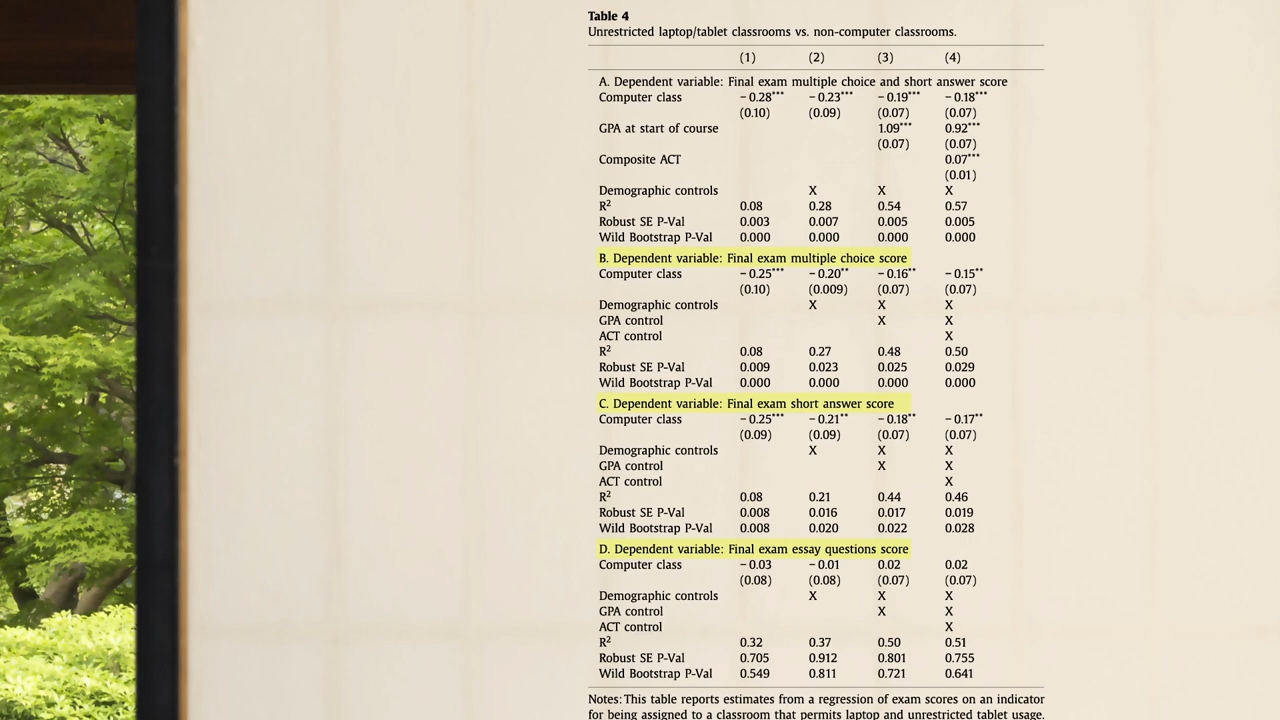 Table 4
Unrestricted laptop/tablet classrooms vs. non-computer classrooms.
(1) (2) (3) (4)
A. Dependent variable: Final exam multiple choice and short answer score
Computer class −0.28*** −0.23*** −0.19*** −0.18***
(0.10) (0.09) (0.07) (0.07)
GPA at start of course 1.09*** 0.92***
(0.07) (0.07)
Composite ACT 0.07***
(0.01)
Demographic controls X X X
R² 0.08 0.28 0.54 0.57
Robust SE P-Val 0.003 0.007 0.005 0.005
Wild Bootstrap P-Val 0.000 0.000 0.000 0.000
B. Dependent variable: Final exam multiple choice score
Computer class −0.25*** −0.20** −0.16** −0.15**
(0.10) (0.009) (0.07) (0.07)
Demographic controls X X X
GPA control X X
ACT control X
R² 0.08 0.27 0.48 0.50
Robust SE P-Val 0.009 0.023 0.025 0.029
Wild Bootstrap P-Val 0.000 0.000 0.000 0.000
C. Dependent variable: Final exam short answer score
Computer class −0.25*** −0.21** −0.18** −0.17**
(0.09) (0.09) (0.07) (0.07)
Demographic controls X X X
GPA control X X
ACT control X
R² 0.08 0.21 0.44 0.46
Robust SE P-Val 0.008 0.016 0.017 0.019
Wild Bootstrap P-Val 0.008 0.020 0.022 0.028
D. Dependent variable: Final exam essay questions score
Computer class −0.03 −0.01 0.02 0.02
(0.08) (0.08) (0.07) (0.07)
Demographic controls X X X
GPA control X X
ACT control X
R² 0.32 0.37 0.50 0.51
Robust SE P-Val 0.705 0.912 0.801 0.755
Wild Bootstrap P-Val 0.549 0.811 0.721 0.641
Notes: This table reports estimates from a regression of exam scores on an indicator
for being assigned to a classroom that permits laptop and unrestricted tablet usage.